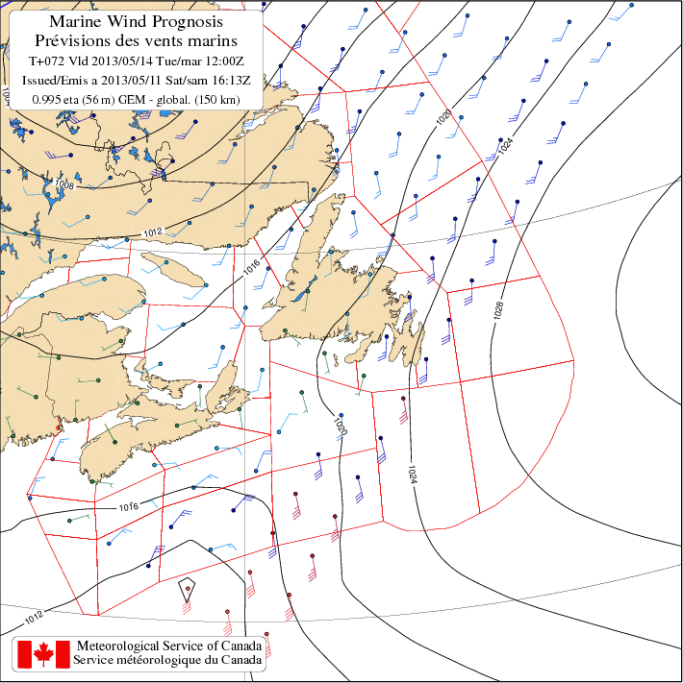 Marine Wind Prognosis
Prévisions des vents marins
T+072 Vld 2013/05/14 Tue/mar 12:00Z
Issued/Emis a 2013/05/11 Sat/sam 16:13Z
0.995 eta (56 m) GEM - global. (150 km)
1020
1024
1008
1012
1016
1028
1020
1024
1016
1012
Meteorological Service of Canada
Service météorologique du Canada